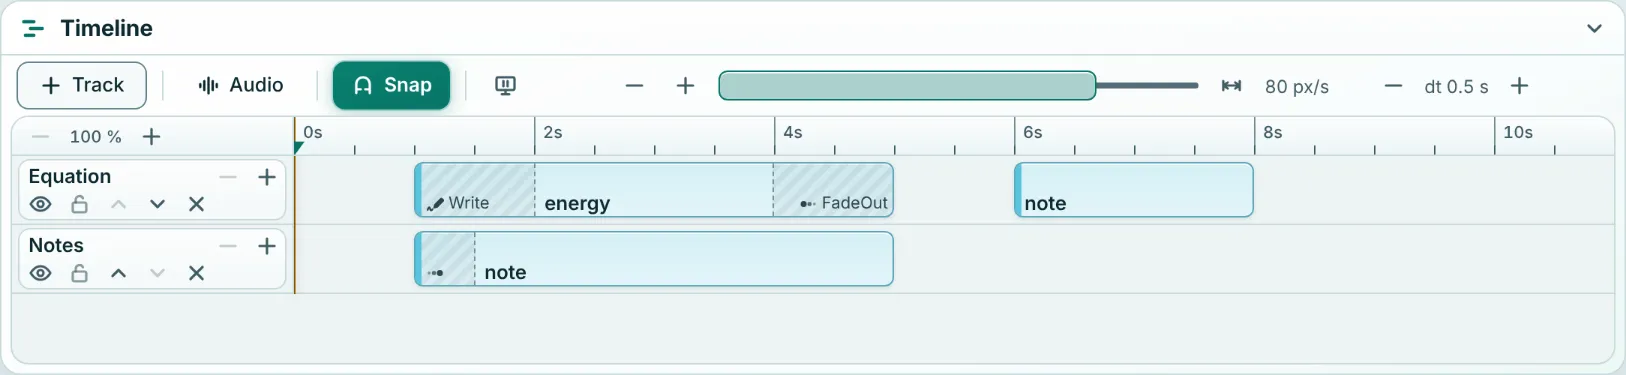 Timeline
Track Audio Snap 80 px/s dt 0.5 s
100 % 0s 2s 4s 6s 8s 10s
Equation
Write energy FadeOut note
Notes
note